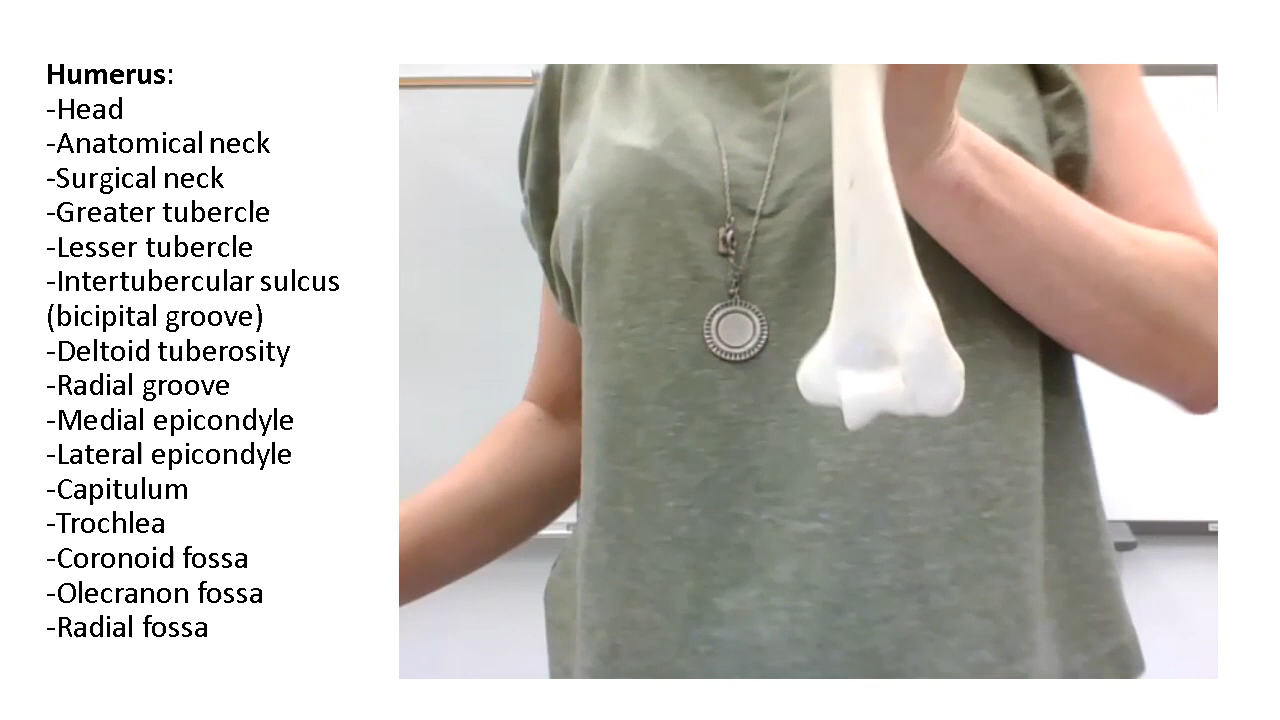 Humerus:
-Head
-Anatomical neck
-Surgical neck
-Greater tubercle
-Lesser tubercle
-Intertubercular sulcus
(bicipital groove)
-Deltoid tuberosity
-Radial groove
-Medial epicondyle
-Lateral epicondyle
-Capitulum
-Trochlea
-Coronoid fossa
-Olecranon fossa
-Radial fossa